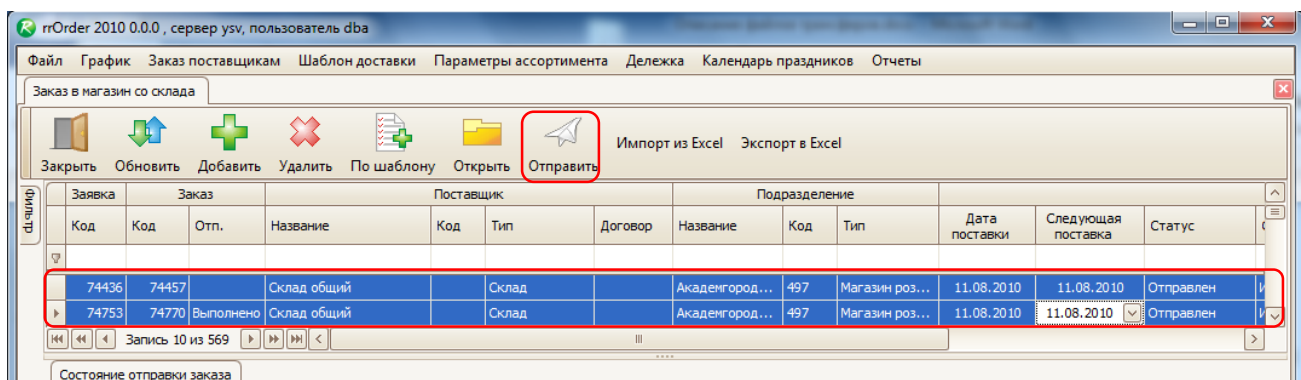 rrOrder 2010 0.0.0 , сервер ysv, пользователь dba
Файл График Заказ поставщикам Шаблон доставки Параметры ассортимента Дележка Календарь праздников Отчеты
Заказ в магазин со склада
Закрыть Обновить Добавить Удалить По шаблону Открыть Отправить Импорт из Excel Экспорт в Excel
Фильтр
Заявка Заказ Поставщик Подразделение
Код Код Отп. Название Код Тип Договор Название Код Тип Дата поставки Следующая поставка Статус
74436 74457 Склад общий Склад Академгород... 497 Магазин роз... 11.08.2010 11.08.2010 Отправлен
74753 74770 Выполнено Склад общий Склад Академгород... 497 Магазин роз... 11.08.2010 11.08.2010 Отправлен
Запись 10 из 569
Состояние отправки заказа